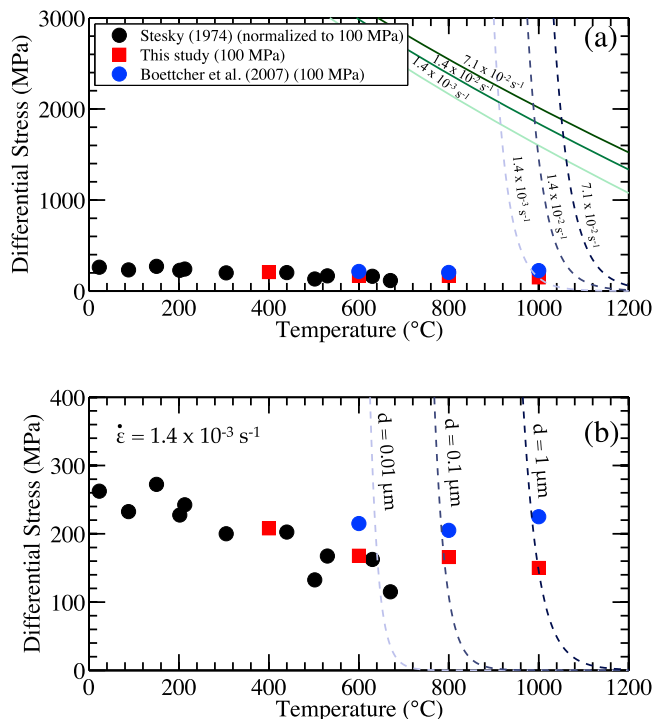 3000
2000
1000
0
Differential Stress (MPa)
Stesky (1974) (normalized to 100 MPa)
This study (100 MPa)
Boettcher et al. (2007) (100 MPa)
(a)
7.1x10⁻² s⁻¹
1.4 x 10⁻² s⁻¹
1.4 x 10⁻³ s⁻¹
1.4 x 10⁻³ s⁻¹
1.4 x 10⁻² s⁻¹
7.1 x 10⁻² s⁻¹
0 200 400 600 800 1000 1200
Temperature (°C)
400
300
200
100
0
Differential Stress (MPa)
ε̇ = 1.4 x 10⁻³ s⁻¹
(b)
d = 0.01 µm
d = 0.1 µm
d = 1 µm
0 200 400 600 800 1000 1200
Temperature (°C)